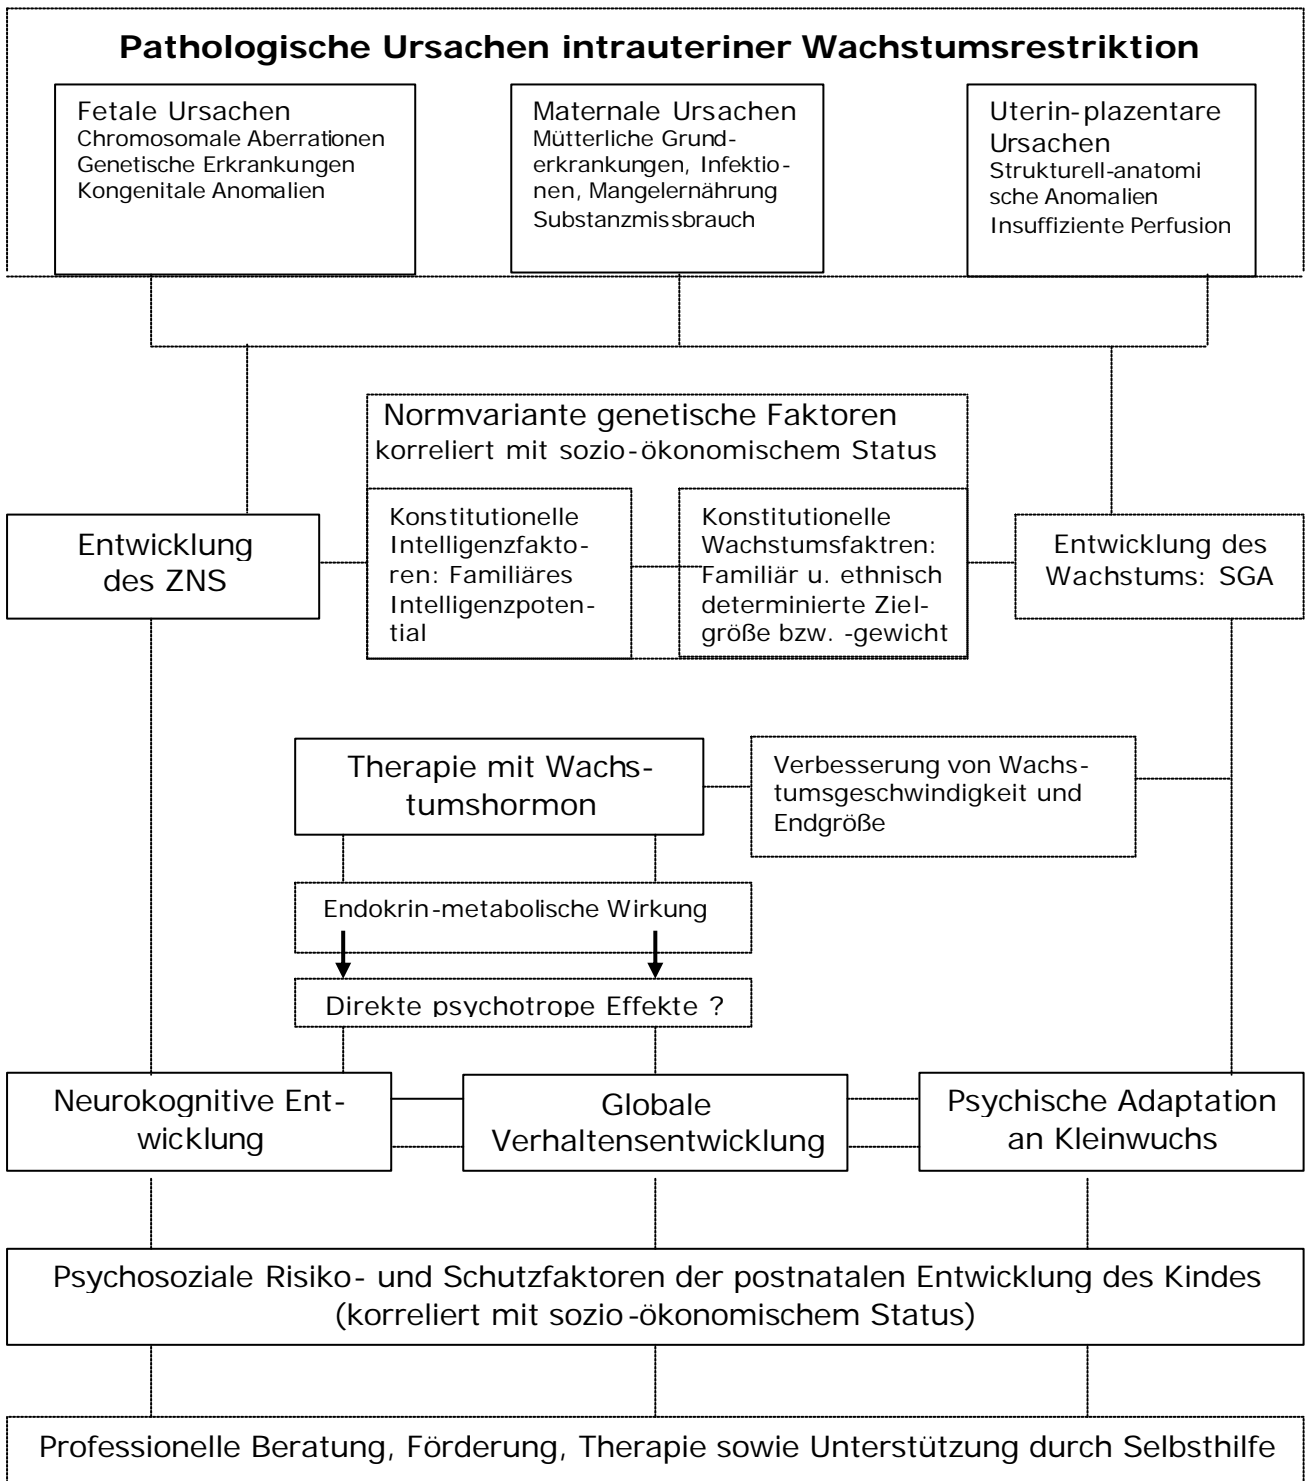 Pathologische Ursachen intrauteriner Wachstumsrestriktion
Fetale Ursachen
Chromosomale Aberrationen
Genetische Erkrankungen
Kongenitale Anomalien
Maternale Ursachen
Mütterliche Grund-
erkrankungen, Infektio-
nen, Mangelernährung
Substanzmissbrauch
Uterin-plazentare
Ursachen
Strukturell-anatomi
sche Anomalien
Insuffiziente Perfusion
Normvariante genetische Faktoren
korreliert mit sozio-ökonomischem Status
Entwicklung
des ZNS
Konstitutionelle
Intelligenzfakto-
ren: Familiäres
Intelligenzpoten-
tial
Konstitutionelle
Wachstumsfaktren:
Familiär u. ethnisch
determinierte Ziel-
größe bzw. -gewicht
Entwicklung des
Wachstums: SGA
Therapie mit Wachs-
tumshormon
Verbesserung von Wachs-
tumsgeschwindigkeit und
Endgröße
Endokrin-metabolische Wirkung
Direkte psychotrope Effekte ?
Neurokognitive Ent-
wicklung
Globale
Verhaltensentwicklung
Psychische Adaptation
an Kleinwuchs
Psychosoziale Risiko- und Schutzfaktoren der postnatalen Entwicklung des Kindes
(korreliert mit sozio-ökonomischem Status)
Professionelle Beratung, Förderung, Therapie sowie Unterstützung durch Selbsthilfe